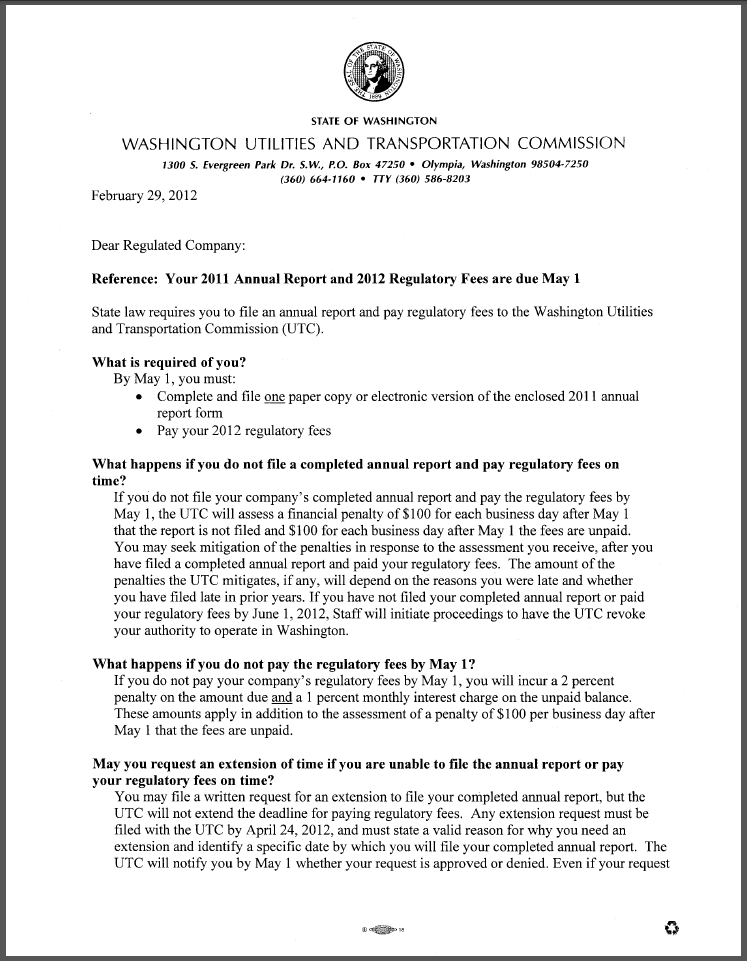 THE SEAL OF THE STATE OF WASHINGTON
1889
STATE OF WASHINGTON
WASHINGTON UTILITIES AND TRANSPORTATION COMMISSION
1300 S. Evergreen Park Dr. S.W., P.O. Box 47250 • Olympia, Washington 98504-7250
(360) 664-1160 • TTY (360) 586-8203
February 29, 2012
Dear Regulated Company:
Reference: Your 2011 Annual Report and 2012 Regulatory Fees are due May 1
State law requires you to file an annual report and pay regulatory fees to the Washington Utilities
and Transportation Commission (UTC).
What is required of you?
By May 1, you must:
• Complete and file one paper copy or electronic version of the enclosed 2011 annual
report form
• Pay your 2012 regulatory fees
What happens if you do not file a completed annual report and pay regulatory fees on
time?
If you do not file your company's completed annual report and pay the regulatory fees by
May 1, the UTC will assess a financial penalty of $100 for each business day after May 1
that the report is not filed and $100 for each business day after May 1 the fees are unpaid.
You may seek mitigation of the penalties in response to the assessment you receive, after you
have filed a completed annual report and paid your regulatory fees. The amount of the
penalties the UTC mitigates, if any, will depend on the reasons you were late and whether
you have filed late in prior years. If you have not filed your completed annual report or paid
your regulatory fees by June 1, 2012, Staff will initiate proceedings to have the UTC revoke
your authority to operate in Washington.
What happens if you do not pay the regulatory fees by May 1?
If you do not pay your company's regulatory fees by May 1, you will incur a 2 percent
penalty on the amount due and a 1 percent monthly interest charge on the unpaid balance.
These amounts apply in addition to the assessment of a penalty of $100 per business day after
May 1 that the fees are unpaid.
May you request an extension of time if you are unable to file the annual report or pay
your regulatory fees on time?
You may file a written request for an extension to file your completed annual report, but the
UTC will not extend the deadline for paying regulatory fees. Any extension request must be
filed with the UTC by April 24, 2012, and must state a valid reason for why you need an
extension and identify a specific date by which you will file your completed annual report. The
UTC will notify you by May 1 whether your request is approved or denied. Even if your request